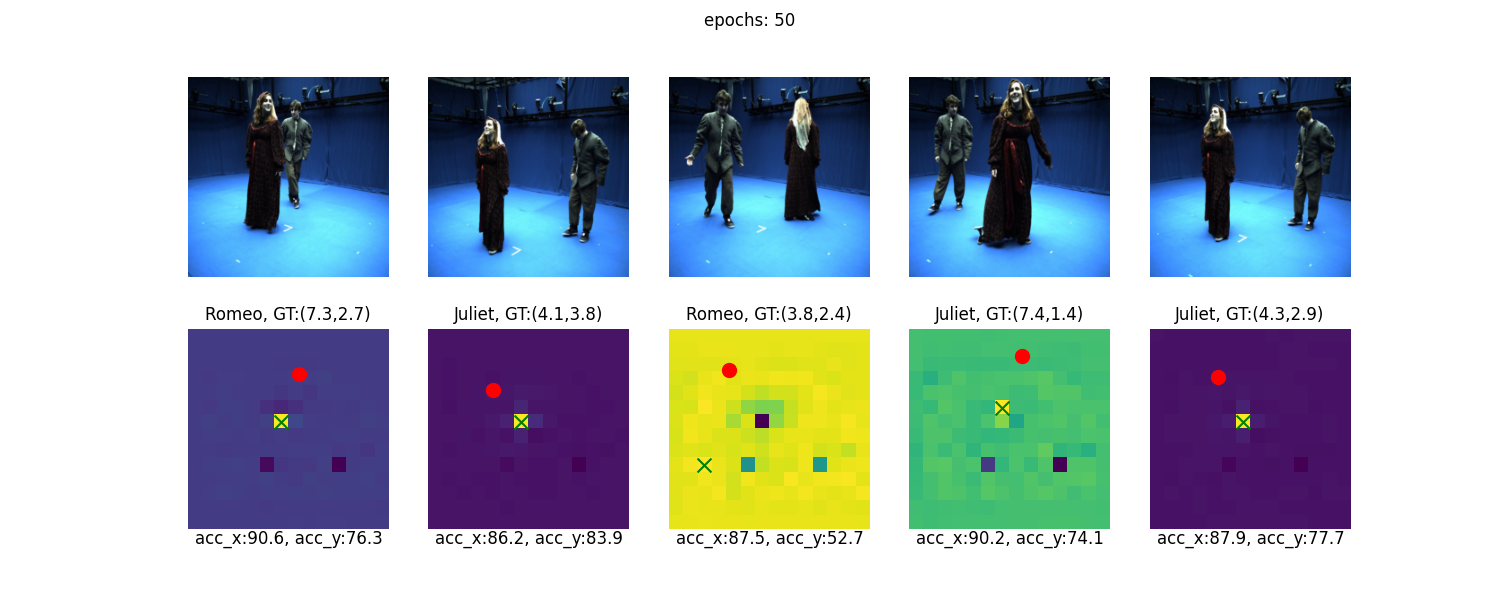 epochs: 50
Romeo, GT:(7.3,2.7)
Juliet, GT:(4.1,3.8)
Romeo, GT:(3.8,2.4)
Juliet, GT:(7.4,1.4)
Juliet, GT:(4.3,2.9)
acc_x:90.6, acc_y:76.3
acc_x:86.2, acc_y:83.9
acc_x:87.5, acc_y:52.7
acc_x:90.2, acc_y:74.1
acc_x:87.9, acc_y:77.7